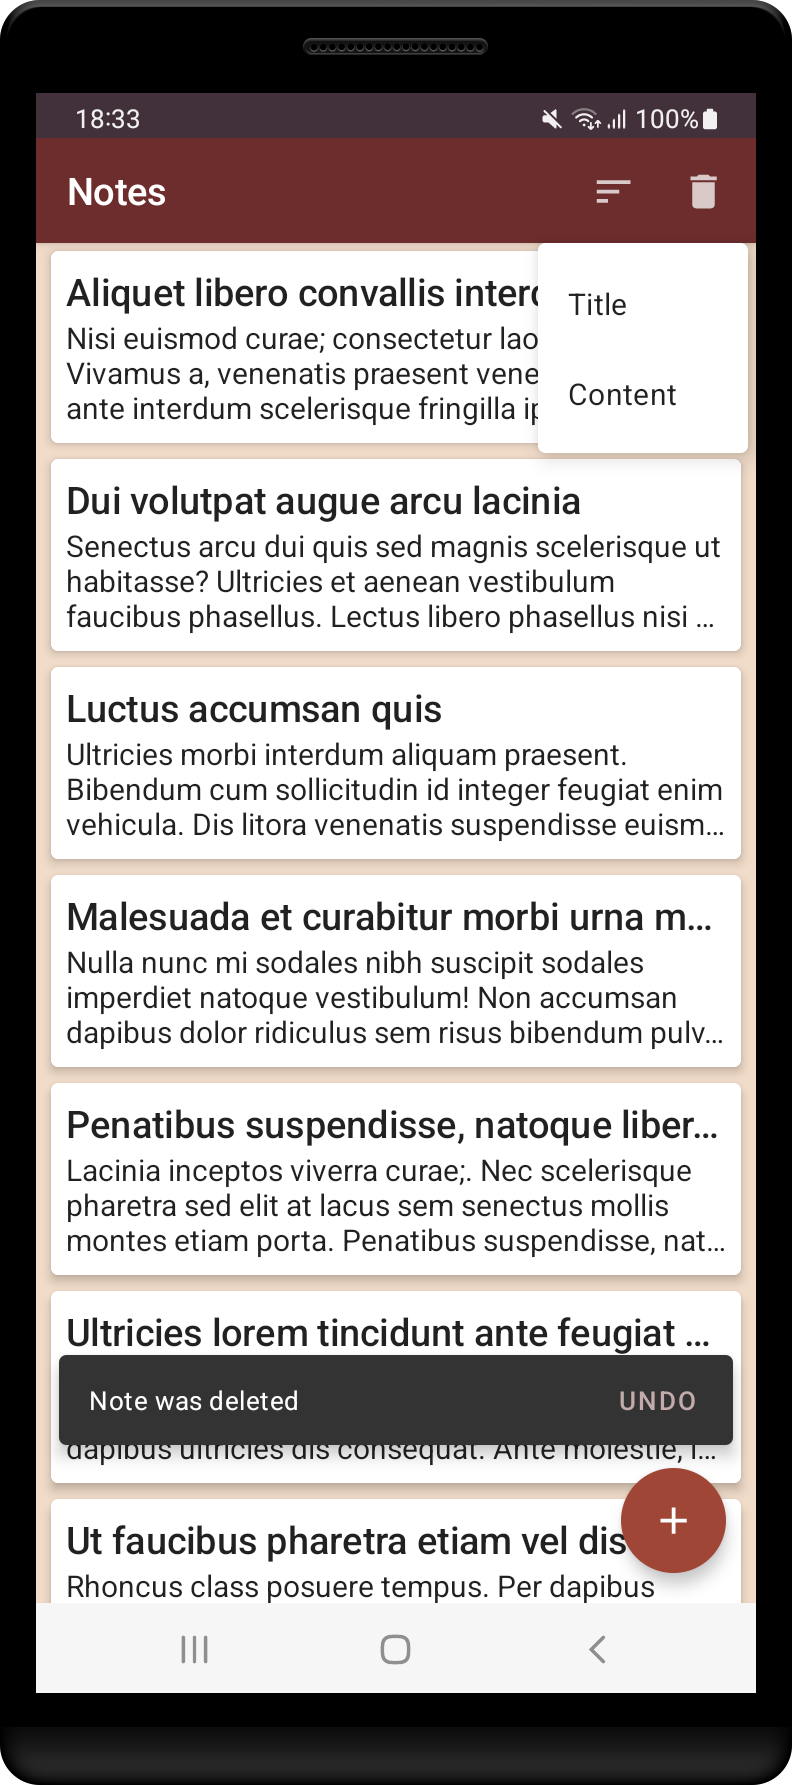 18:33
100%
Notes
Title
Content
Aliquet libero convallis
Nisi euismod curae; consectetur
Vivamus a, venenatis praesent
ante interdum scelerisque fringilla
Dui volutpat augue arcu lacinia
Senectus arcu dui quis sed magnis scelerisque ut
habitasse? Ultricies et aenean vestibulum
faucibus phasellus. Lectus libero phasellus nisi ...
Luctus accumsan quis
Ultricies morbi interdum aliquam praesent.
Bibendum cum sollicitudin id integer feugiat enim
vehicula. Dis litora venenatis suspendisse euism...
Malesuada et curabitur morbi urna m...
Nulla nunc mi sodales nibh suscipit sodales
imperdiet natoque vestibulum! Non accumsan
dapibus dolor ridiculus sem risus bibendum pulv...
Penatibus suspendisse, natoque liber...
Lacinia inceptos viverra curae;. Nec scelerisque
pharetra sed elit at lacus sem senectus mollis
montes etiam porta. Penatibus suspendisse, nat...
Ultricies lorem tincidunt ante feugiat ...
Note was deleted
UNDO
dapibus ultricies dis consequat. Ante molestie,
Ut faucibus pharetra etiam vel dis
Rhoncus class posuere tempus. Per dapibus